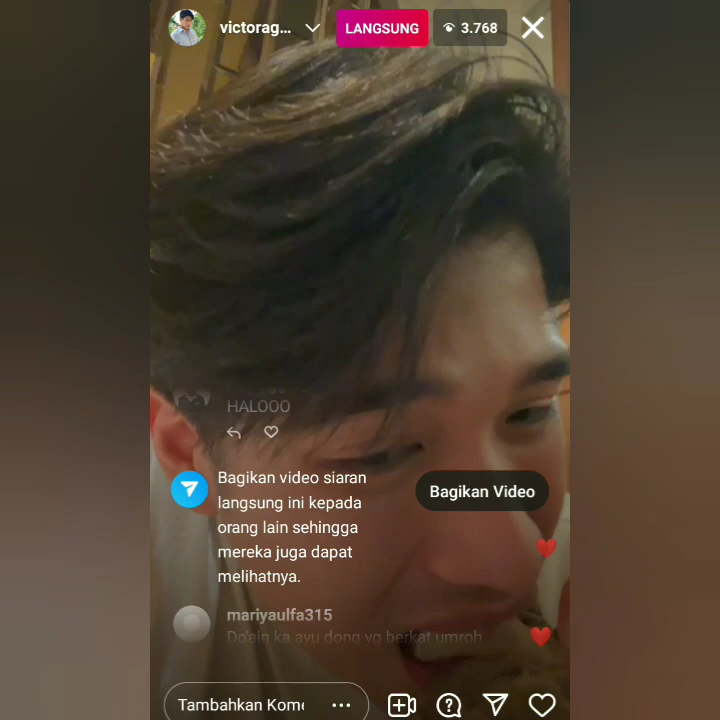 victorag...
LANGSUNG
3.768
HALOOO
Bagikan video siaran
langsung ini kepada
orang lain sehingga
mereka juga dapat
melihatnya.
Bagikan Video
mariyaulfa315
Do'ain ka ayu dong yg berkat umroh
Tambahkan Kome